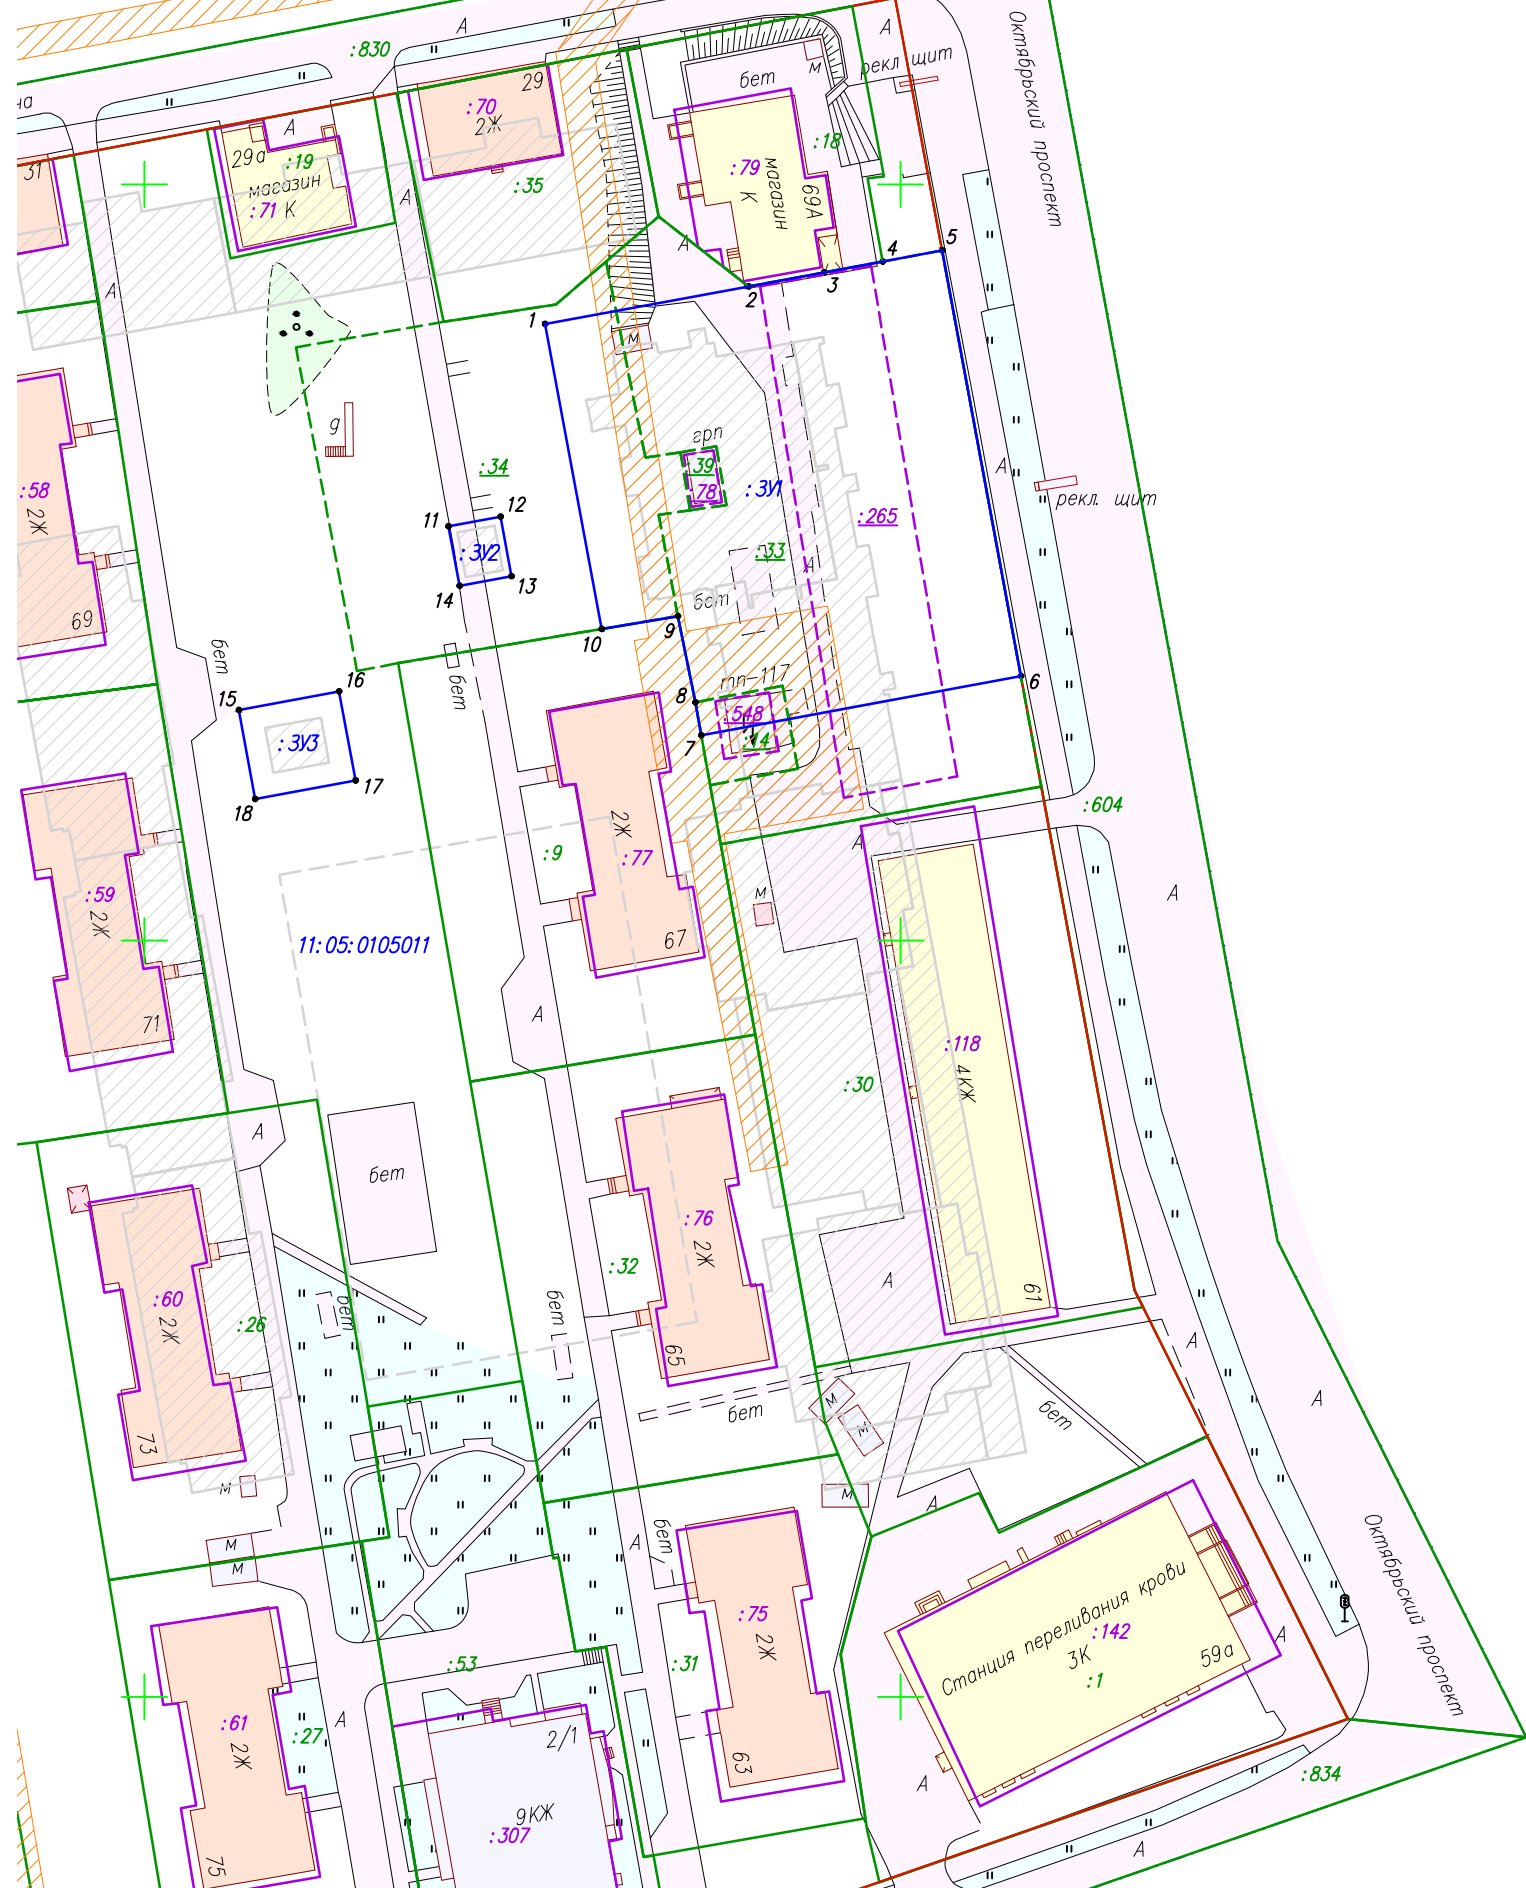 А
:830
А
Октябрьский проспект
рекл щит
29
:70
2Ж
М
бет
на
А
29а
:19
магазин
:71 К
31
:35
:18
:79
магазин
К
69А
А
А
А
1
2
3
4
5
М
g
:58
2Ж
69
:34
грп
:39
:78
:ЗУ1
:265
А
рекл. щит
11
12
:ЗУ2
13
14
:33
А
бет
9
10
бет
бет
15
16
:ЗУ3
17
18
8
7
тп-117
:548
:14
6
:604
2Ж
:77
:9
67
А
М
А
:59
2Ж
71
11:05:0105011
А
:118
4КЖ
:30
А
бет
:76
2Ж
:32
65
бет
А
61
:60
2Ж
73
:26
бет
А
А
М
бет
М
М
бет
М
А
М
М
бет
А
Октябрьский проспект
Станция переливания крови
:142
3К
59а
:1
А
:75
2Ж
:31
63
:53
:61
2Ж
75
:27
А
2/1
9КЖ
:307
А
:834
А